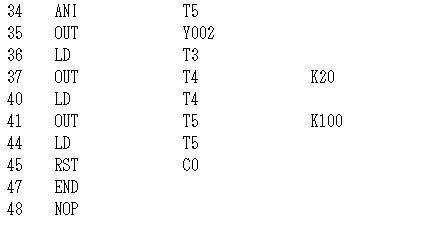 34 ANI T5
35 OUT Y002
36 LD T3
37 OUT T4 K20
40 LD T4
41 OUT T5 K100
44 LD T5
45 RST C0
47 END
48 NOP